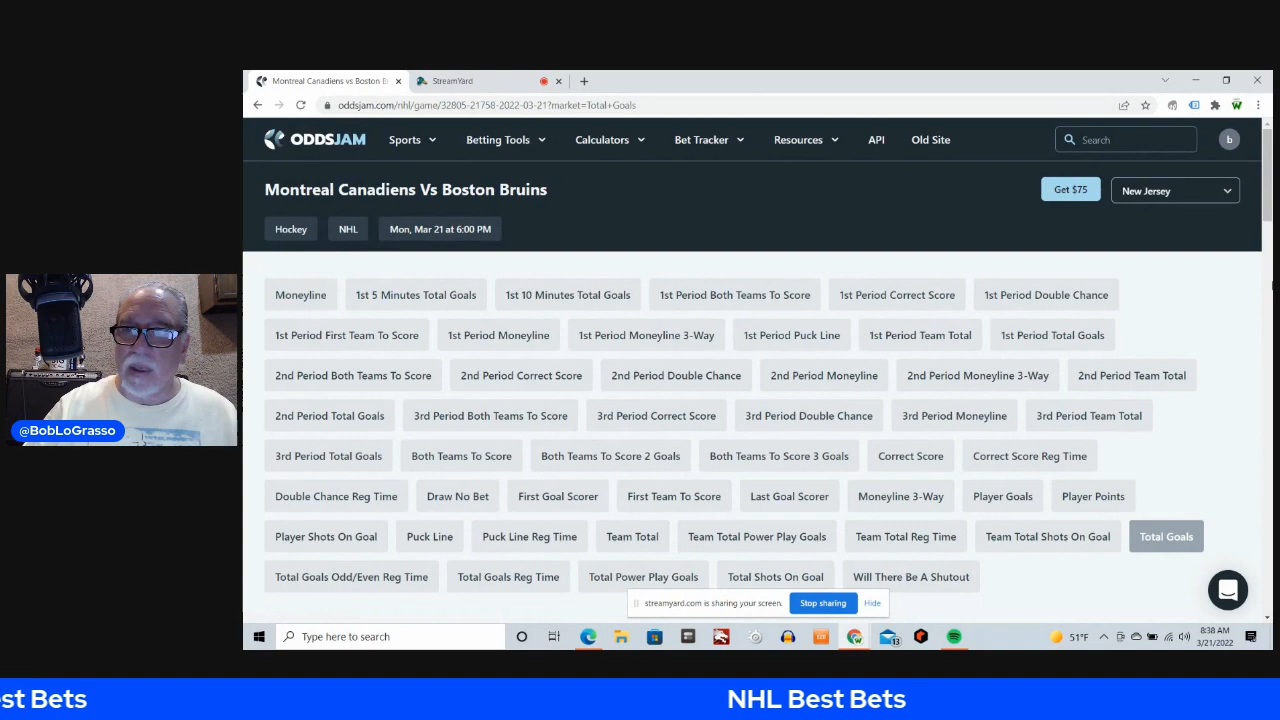 Montreal Canadiens vs Boston B
StreamYard
oddsjam.com/nhl/game/32805-21758-2022-03-21?market=Total+Goals
ODDSJAM
Sports
Betting Tools
Calculators
Bet Tracker
Resources
API
Old Site
Search
b
Montreal Canadiens Vs Boston Bruins
Get $75
New Jersey
Hockey
NHL
Mon, Mar 21 at 6:00 PM
Moneyline
1st 5 Minutes Total Goals
1st 10 Minutes Total Goals
1st Period Both Teams To Score
1st Period Correct Score
1st Period Double Chance
1st Period First Team To Score
1st Period Moneyline
1st Period Moneyline 3-Way
1st Period Puck Line
1st Period Team Total
1st Period Total Goals
2nd Period Both Teams To Score
2nd Period Correct Score
2nd Period Double Chance
2nd Period Moneyline
2nd Period Moneyline 3-Way
2nd Period Team Total
2nd Period Total Goals
3rd Period Both Teams To Score
3rd Period Correct Score
3rd Period Double Chance
3rd Period Moneyline
3rd Period Team Total
3rd Period Total Goals
Both Teams To Score
Both Teams To Score 2 Goals
Both Teams To Score 3 Goals
Correct Score
Correct Score Reg Time
Double Chance Reg Time
Draw No Bet
First Goal Scorer
First Team To Score
Last Goal Scorer
Moneyline 3-Way
Player Goals
Player Points
Player Shots On Goal
Puck Line
Puck Line Reg Time
Team Total
Team Total Power Play Goals
Team Total Reg Time
Team Total Shots On Goal
Total Goals
Total Goals Odd/Even Reg Time
Total Goals Reg Time
Total Power Play Goals
Total Shots On Goal
Will There Be A Shutout
streamyard.com is sharing your screen.
Stop sharing
Hide
Type here to search
13
51°F
8:38 AM
3/21/2022
@BobLoGrasso
st Bets
NHL Best Bets